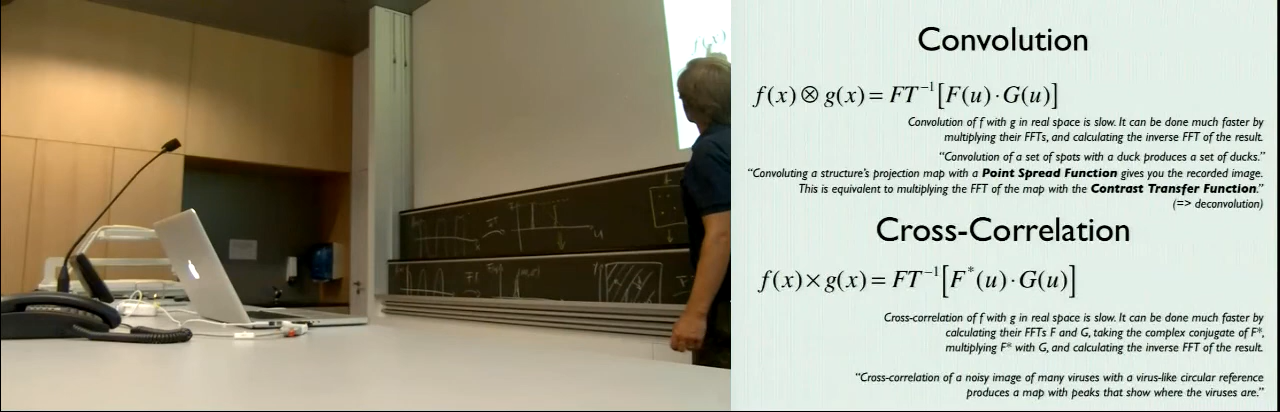 Convolution
f(x) ⊗ g(x) = FT⁻¹[F(u)·G(u)]
Convolution of f with g in real space is slow. It can be done much faster by
multiplying their FFTs, and calculating the inverse FFT of the result.
“Convolution of a set of spots with a duck produces a set of ducks.”
“Convoluting a structure’s projection map with a Point Spread Function gives you the recorded image.
This is equivalent to multiplying the FFT of the map with the Contrast Transfer Function.”
(=> deconvolution)
Cross-Correlation
f(x) × g(x) = FT⁻¹[F*(u)·G(u)]
Cross-correlation of f with g in real space is slow. It can be done much faster by
calculating their FFTs F and G, taking the complex conjugate of F*,
multiplying F* with G, and calculating the inverse FFT of the result.
“Cross-correlation of a noisy image of many viruses with a virus-like circular reference
produces a map with peaks that show where the viruses are.”